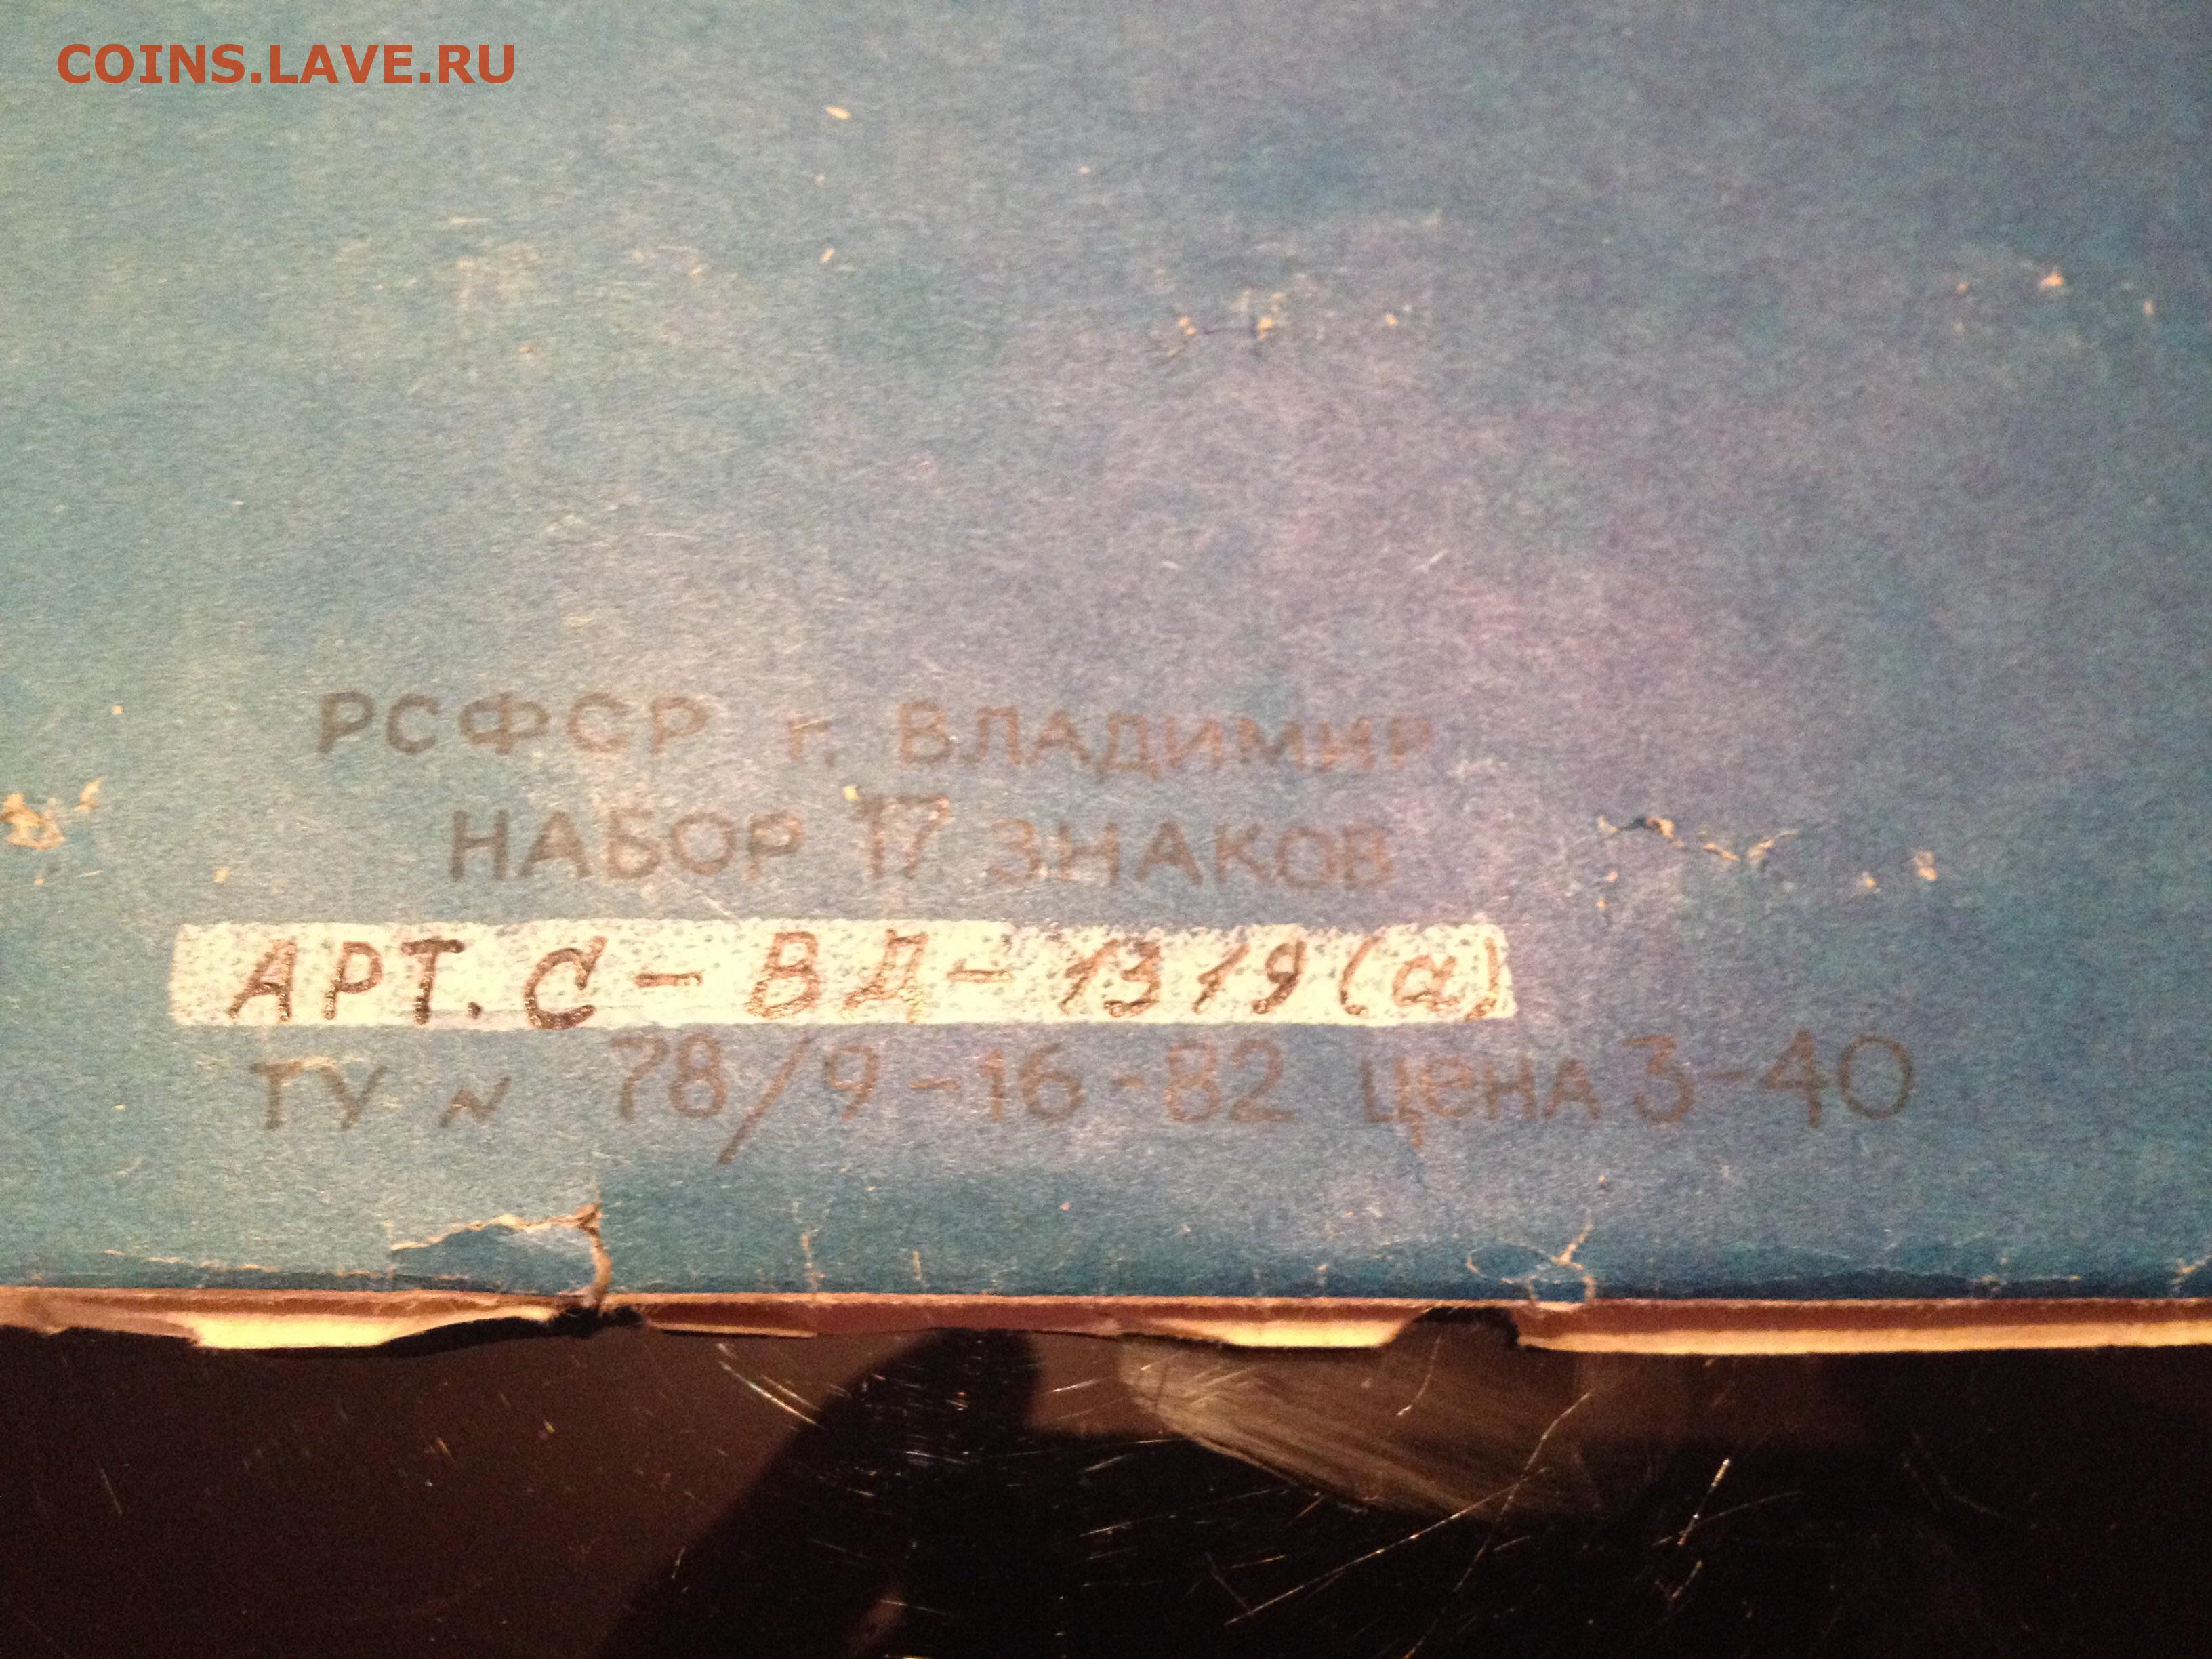 COINS.LAVE.RU
РСФСР г. ВЛАДИМИР
НАБОР 17 ЗНАКОВ
АРТ. С - ВД - 1319 (а)
ТУ N 78/9-16-82 цена 3-40